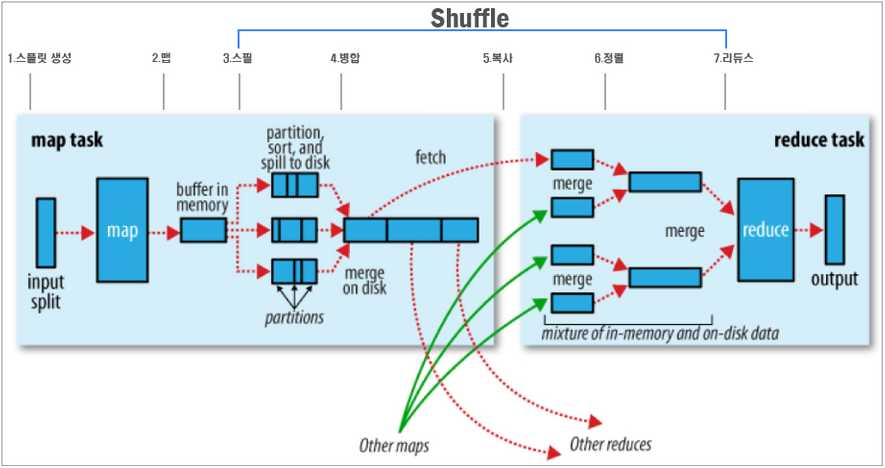 Shuffle
1.스플릿 생성
2.맵
3.스필
4.병합
5.복사
6.정렬
7.리듀스
map task
partition,
sort, and
spill to disk
fetch
buffer in
memory
map
input
split
merge
on disk
partitions
reduce task
merge
merge
merge
reduce
output
mixture of in-memory and on-disk data
Other maps
Other reduces